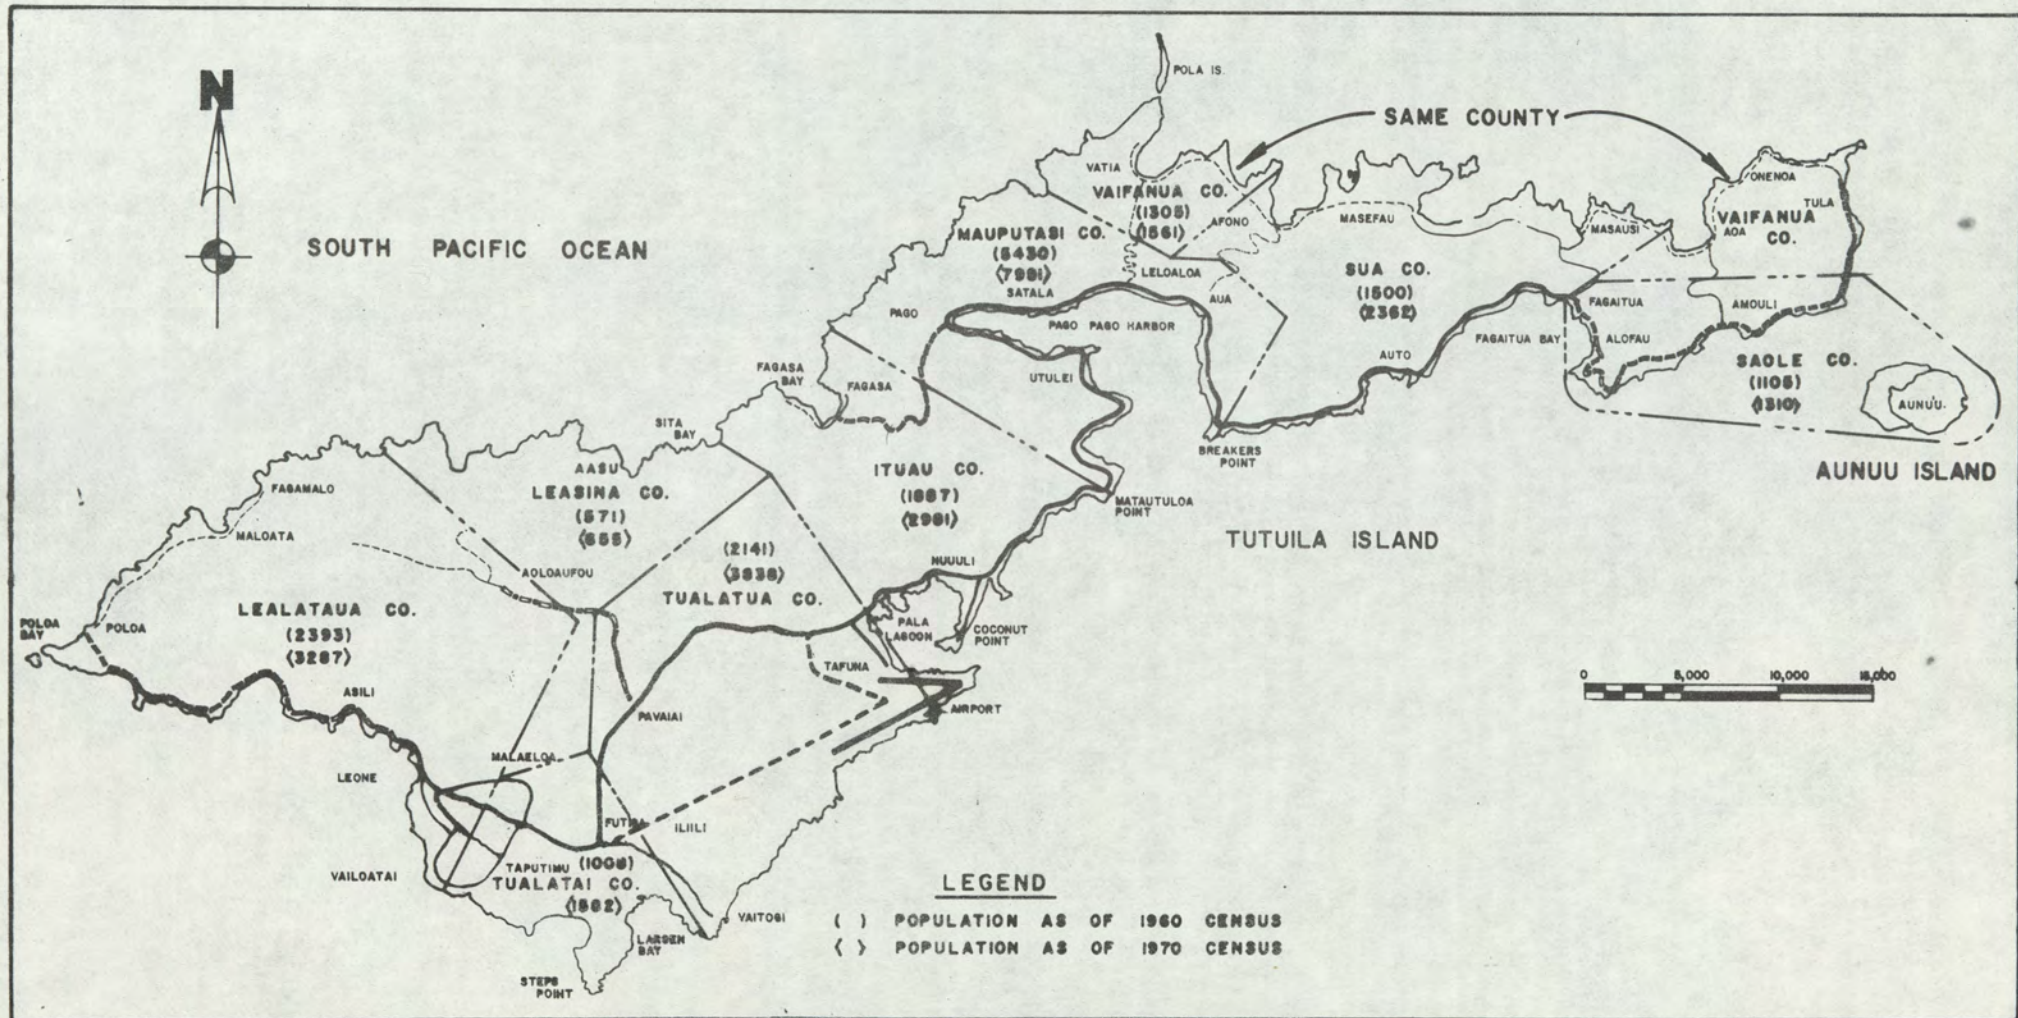 N
SOUTH PACIFIC OCEAN
POLA IS.
SAME COUNTY
VATIA
VAIFANUA CO.
(1305)
⟨1561⟩
AFONO
MASEFAU
MASAUSI
ONENOA
TULA
VAIFANUA
CO.
AOA
MAUPUTASI CO.
(5430)
⟨7991⟩
SATALA
LELOALOA
AUA
SUA CO.
(1500)
⟨2362⟩
PAGO
PAGO PAGO HARBOR
FAGAITUA
AMOULI
FAGAITUA BAY
ALOFAU
AUTO
SAOLE CO.
(1105)
⟨1310⟩
AUNUU
AUNUU ISLAND
UTULEI
FAGASA
BAY
FAGASA
SITA
BAY
BREAKERS
POINT
AASU
LEASINA CO.
(571)
⟨655⟩
ITUAU CO.
⟨2981⟩
MATAUTULOA
POINT
TUTUILA ISLAND
FAGAMALO
MALOATA
AOLOAUFOU
(2141)
TUALATUA CO.
NUUULI
LEALATAUA CO.
(2393)
⟨3287⟩
POLOA
BAY
POLOA
PALA
LAGOON
COCONUT
POINT
TAFUNA
AIRPORT
ASILI
PAVAIAI
MALAELOA
LEONE
ILIILI
VAILOATAI
TAPUTIMU
TUALATAI CO.
VAITOGI
LARSEN
BAY
STEPS
POINT
0 5,000 10,000 15,000
LEGEND
( ) POPULATION AS OF 1960 CENSUS
⟨ ⟩ POPULATION AS OF 1970 CENSUS